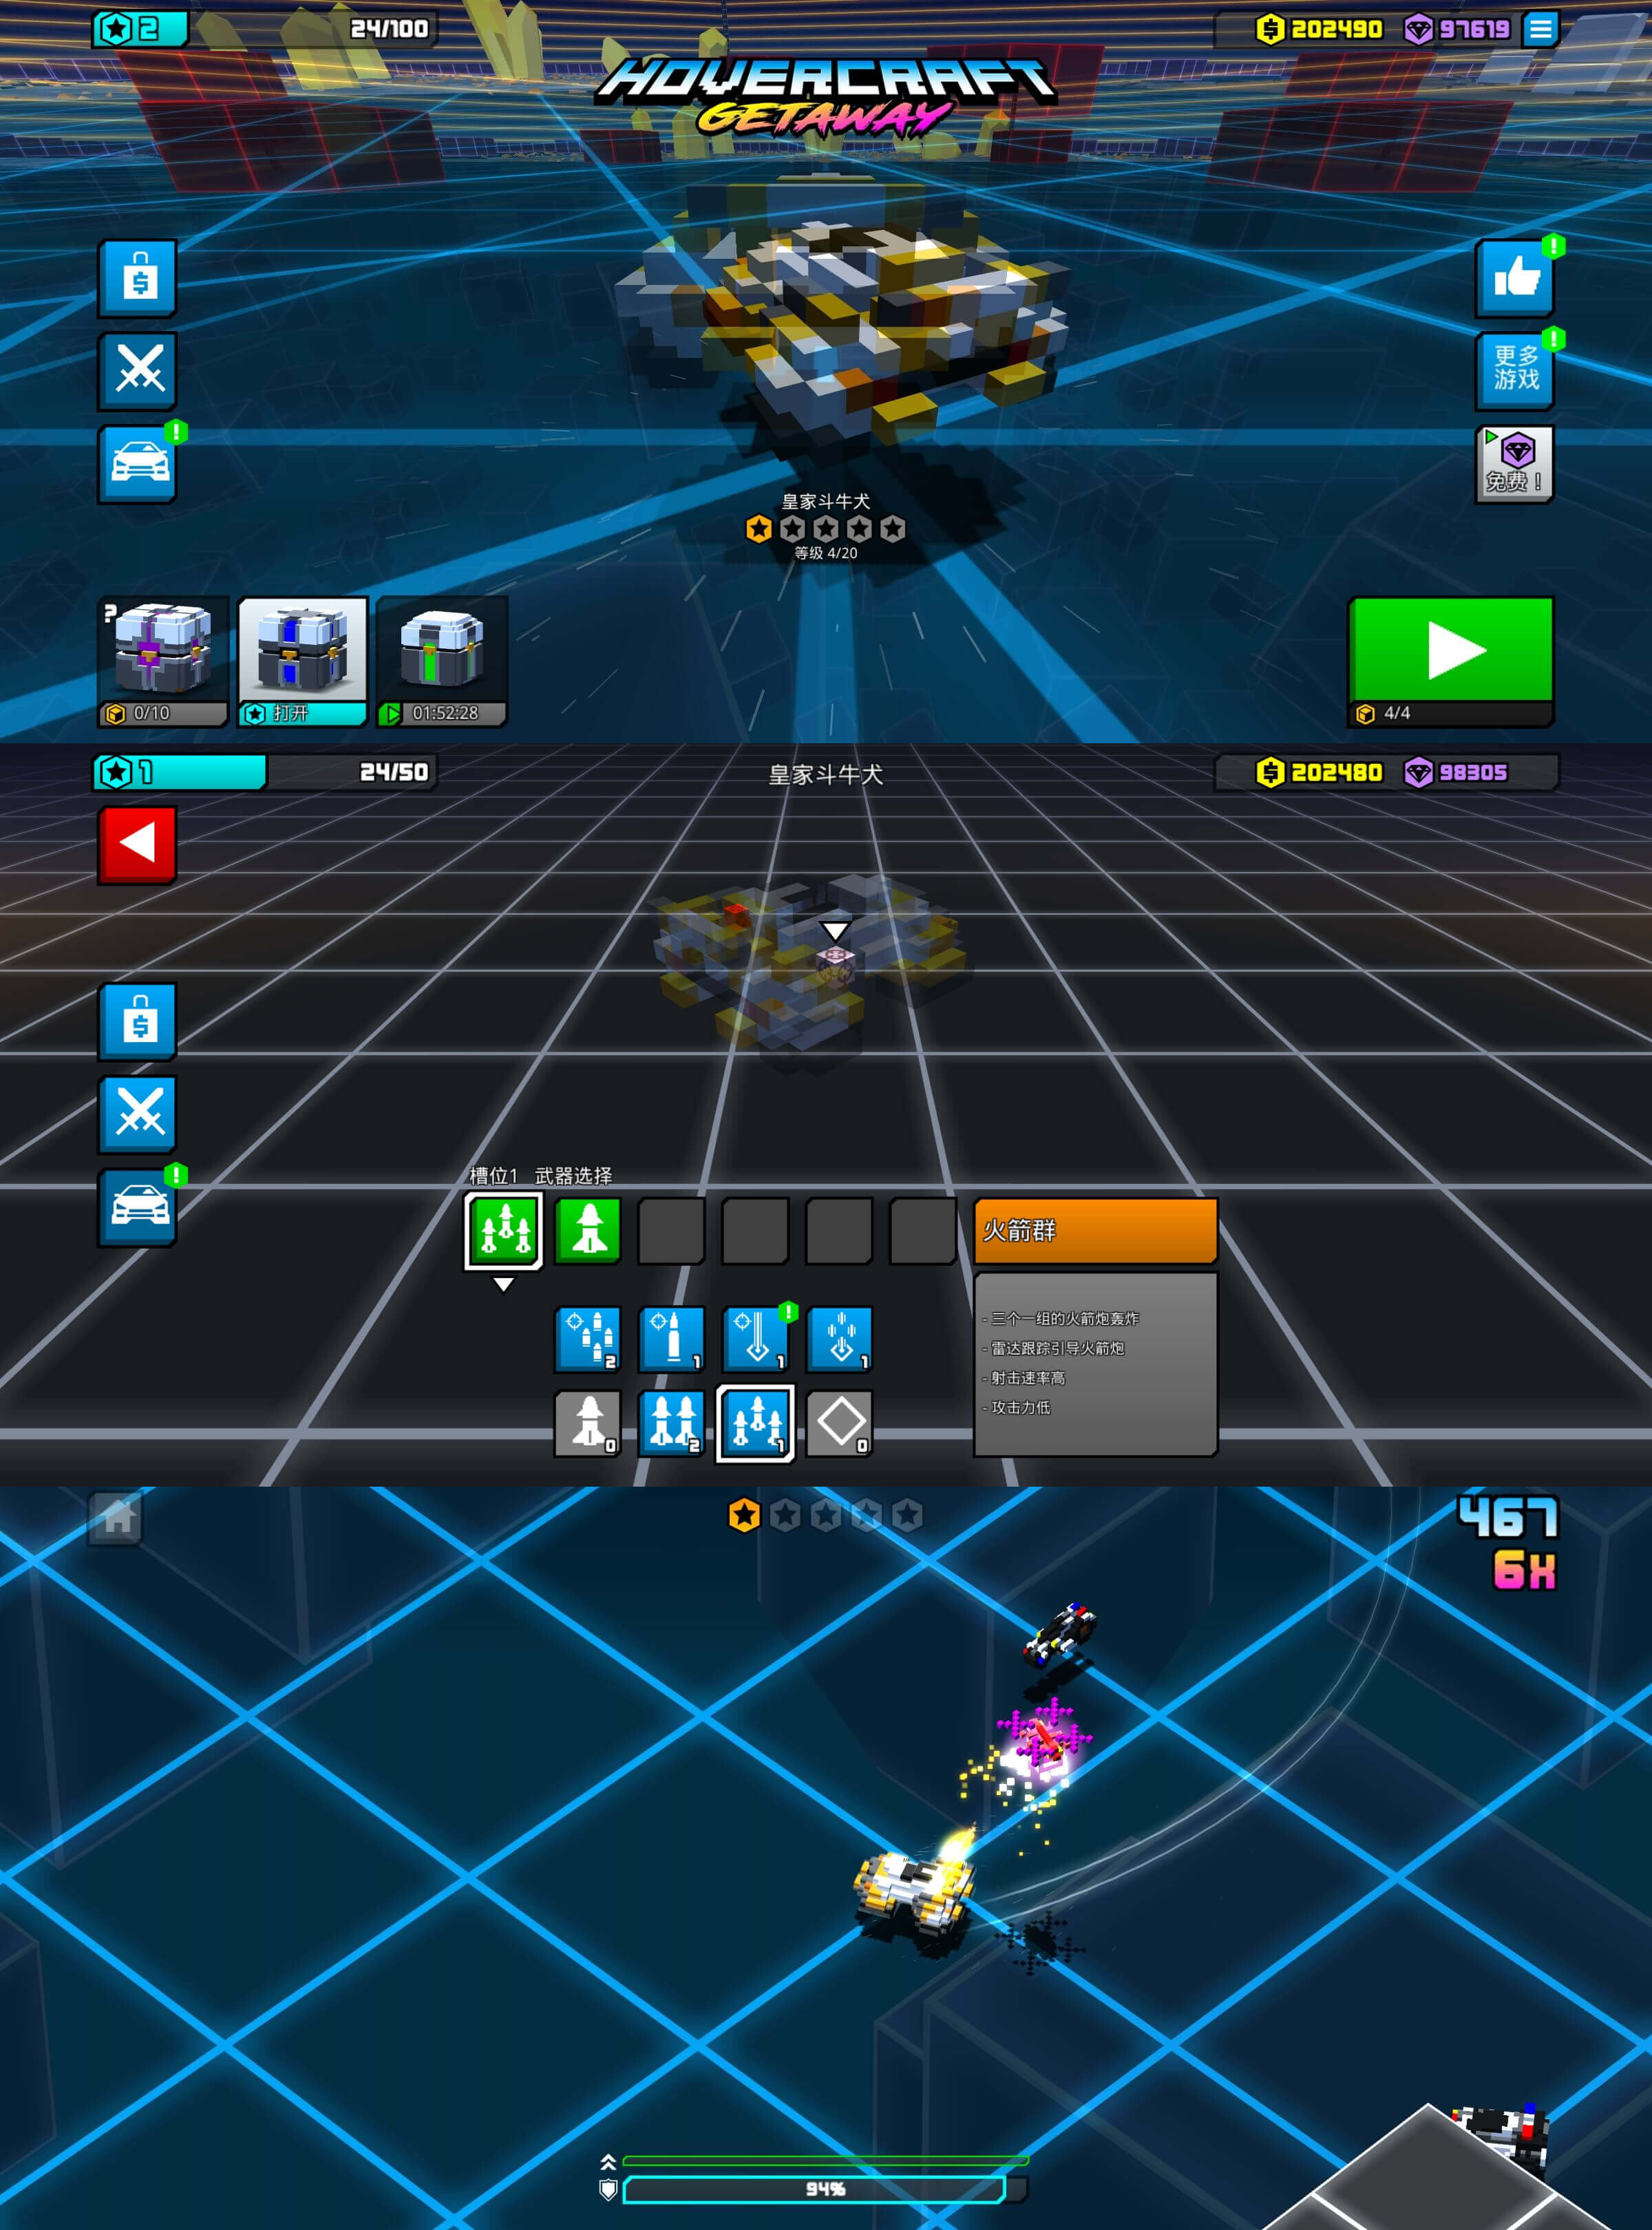 2
24/100
202490
97619
HOVERCRAFT
GETAWAY
更多
游戏
免费！
皇家斗牛犬
等级 4/20
?
0/10
打开
01:52:28
4/4
1
24/50
皇家斗牛犬
202480
98305
槽位1 武器选择
火箭群
- 三个一组的火箭炮轰炸
- 雷达跟踪引导火箭炮
- 射击速率高
- 攻击力低
2
1
1
1
0
2
1
0
467
6X
94%